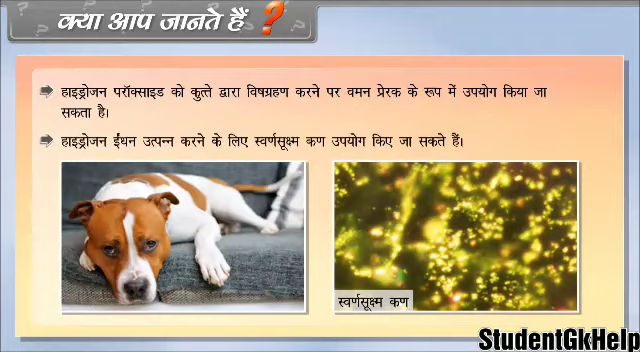 क्या आप जानते हैं ?
हाइड्रोजन परॉक्साइड को कुत्ते द्वारा विषग्रहण करने पर वमन प्रेरक के रूप में उपयोग किया जा
सकता है।
हाइड्रोजन ईंधन उत्पन्न करने के लिए स्वर्णसूक्ष्म कण उपयोग किए जा सकते हैं।
स्वर्णसूक्ष्म कण
StudentGkHelp